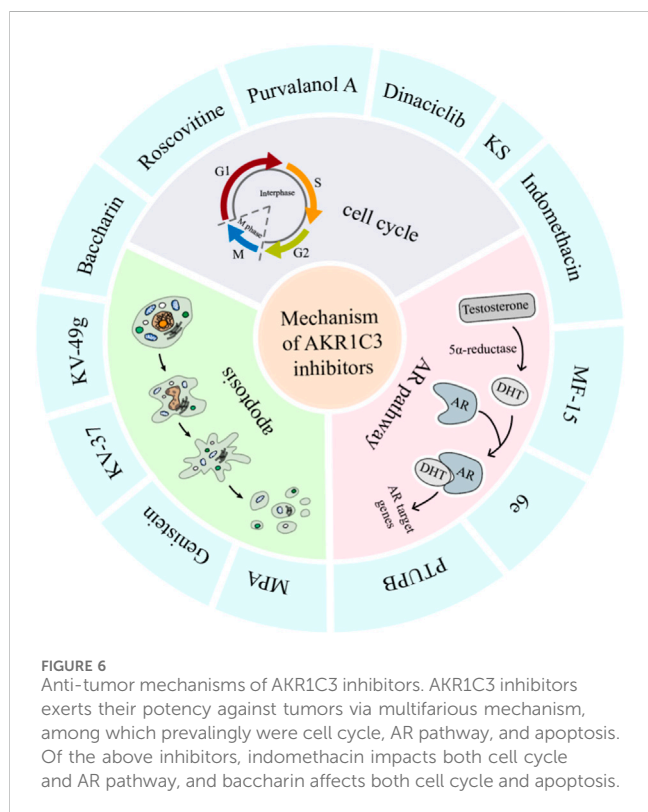 Purvalanol A
Dinaciclib
KS
Indomethacin
MF-15
6e
PTUPB
MPA
Genistein
KV-37
KV-49g
Baccharin
Roscovitine
G1
S
Interphase
M phase
M
G2
cell cycle
Mechanism
of AKR1C3
inhibitors
AR pathway
Testosterone
5α-reductase
DHT
AR
DHT
AR
AR target
genes
apoptosis
FIGURE 6
Anti-tumor mechanisms of AKR1C3 inhibitors. AKR1C3 inhibitors
exerts their potency against tumors via multifarious mechanism,
among which prevalingly were cell cycle, AR pathway, and apoptosis.
Of the above inhibitors, indomethacin impacts both cell cycle
and AR pathway, and baccharin affects both cell cycle and apoptosis.